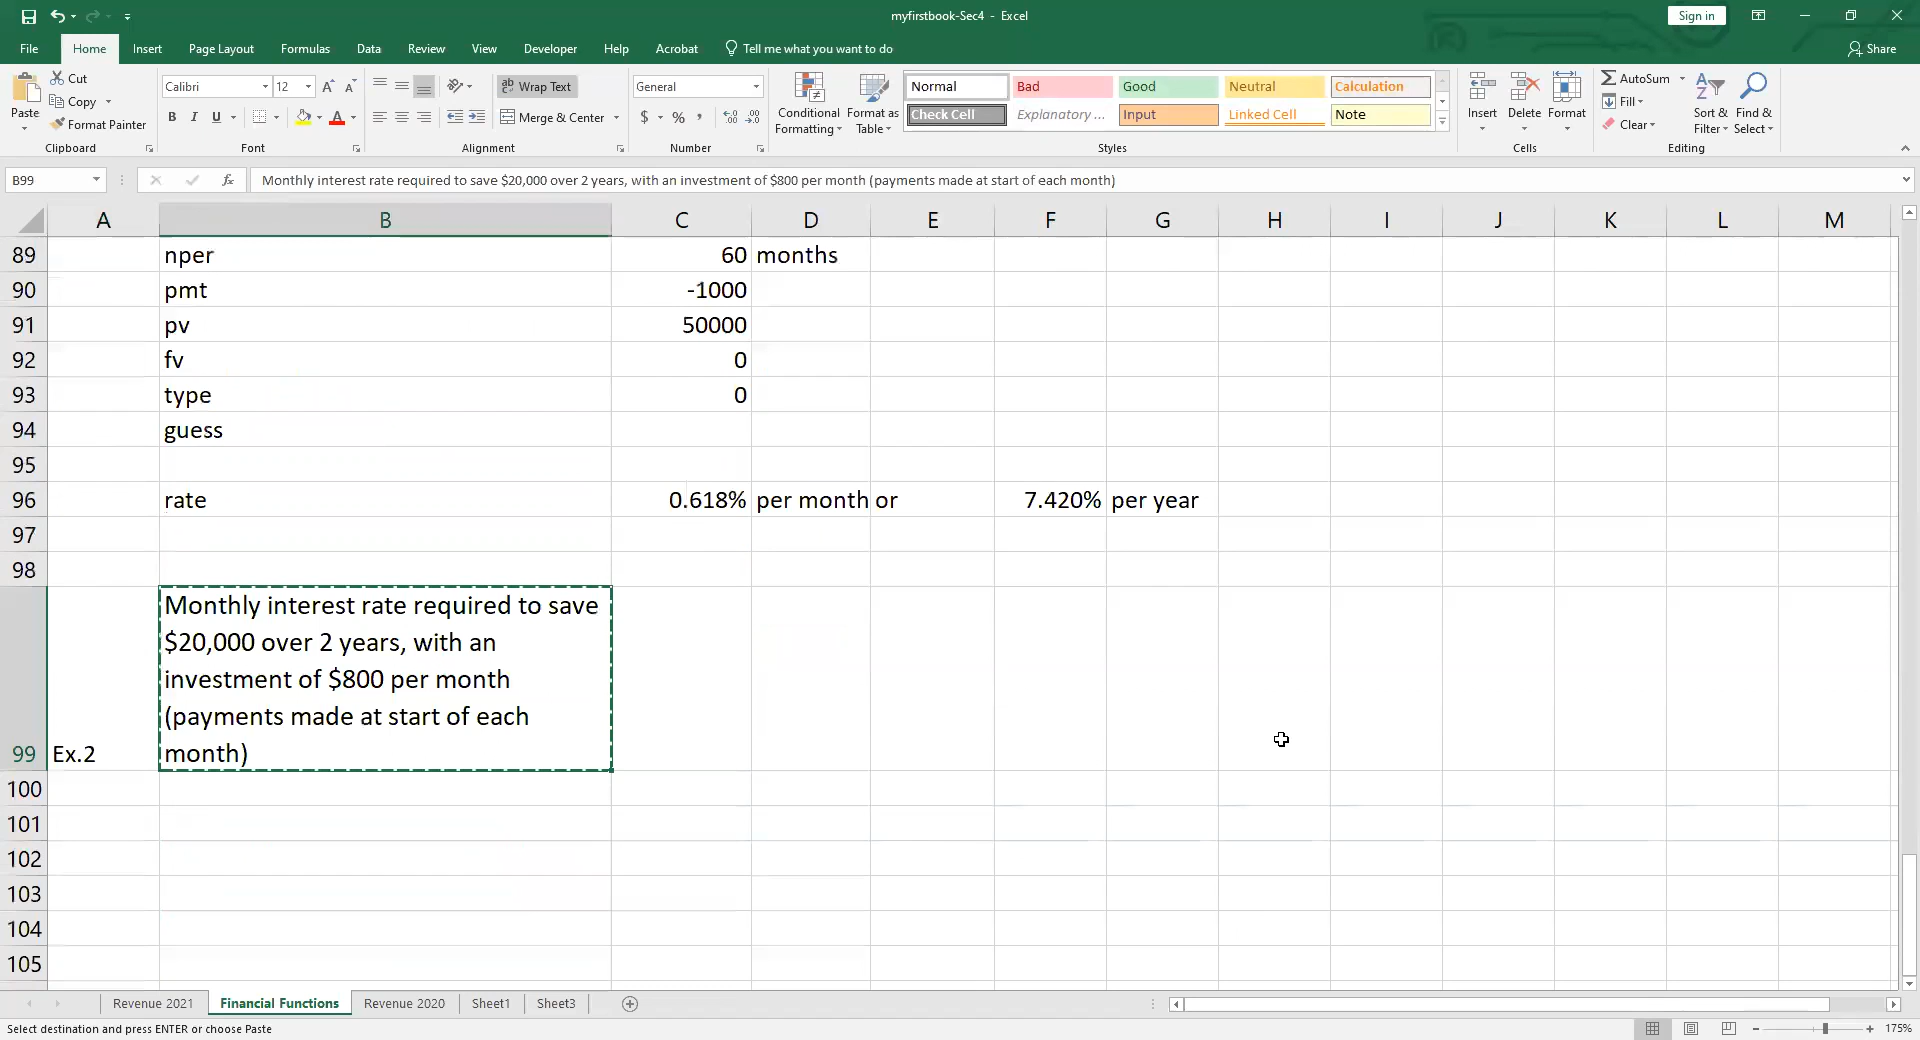 myfirstbook-Sec4 - Excel
Sign in
File Home Insert Page Layout Formulas Data Review View Developer Help Acrobat Tell me what you want to do Share
Paste
Cut
Copy
Format Painter
Clipboard
Calibri 12
B I U
Font
Wrap Text
Merge & Center
Alignment
General
$ % ,
Number
Conditional Formatting
Format as Table
Normal Bad Good Neutral Calculation
Check Cell Explanatory ... Input Linked Cell Note
Styles
Insert Delete Format
Cells
AutoSum
Fill
Clear
Sort & Filter
Find & Select
Editing
B99 fx Monthly interest rate required to save $20,000 over 2 years, with an investment of $800 per month (payments made at start of each month)
A B C D E F G H I J K L M
89 nper 60 months
90 pmt -1000
91 pv 50000
92 fv 0
93 type 0
94 guess
95
96 rate 0.618% per month or 7.420% per year
97
98
Monthly interest rate required to save
$20,000 over 2 years, with an
investment of $800 per month
(payments made at start of each
99 Ex.2 month)
100
101
102
103
104
105
Revenue 2021 Financial Functions Revenue 2020 Sheet1 Sheet3
Select destination and press ENTER or choose Paste
175%